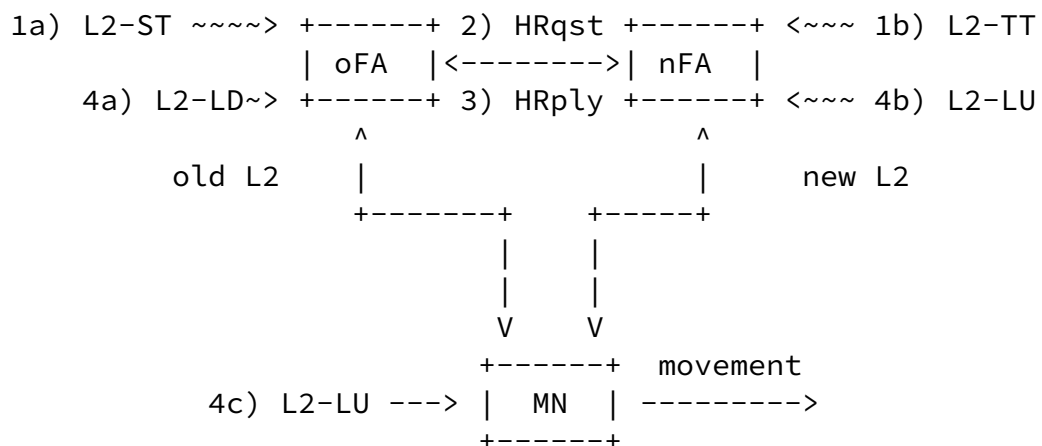 1a) L2-ST ~~~~> +------+ 2) HRqst +------+ <~~~ 1b) L2-TT
| oFA |<-------->| nFA |
4a) L2-LD~> +------+ 3) HRply +------+ <~~~ 4b) L2-LU
^ ^
old L2 | | new L2
+-------+ +-----+
| |
| |
V V
+------+ movement
4c) L2-LU ---> | MN | --------->
+------+